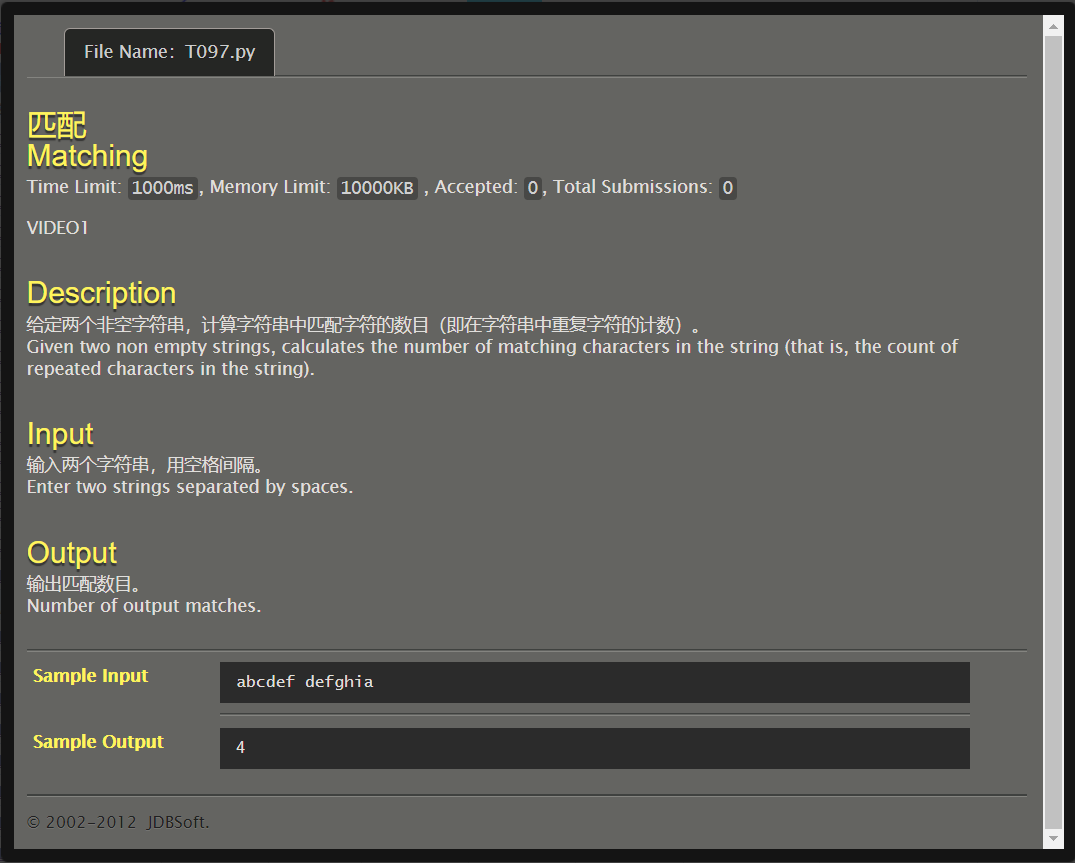 File Name: T097.py
匹配
Matching
Time Limit: 1000ms, Memory Limit: 10000KB , Accepted: 0, Total Submissions: 0
VIDEO1
Description
给定两个非空字符串，计算字符串中匹配字符的数目（即在字符串中重复字符的计数）。
Given two non empty strings, calculates the number of matching characters in the string (that is, the count of
repeated characters in the string).
Input
输入两个字符串，用空格间隔。
Enter two strings separated by spaces.
Output
输出匹配数目。
Number of output matches.
Sample Input
abcdef defghia
Sample Output
4
© 2002-2012 JDBSoft.